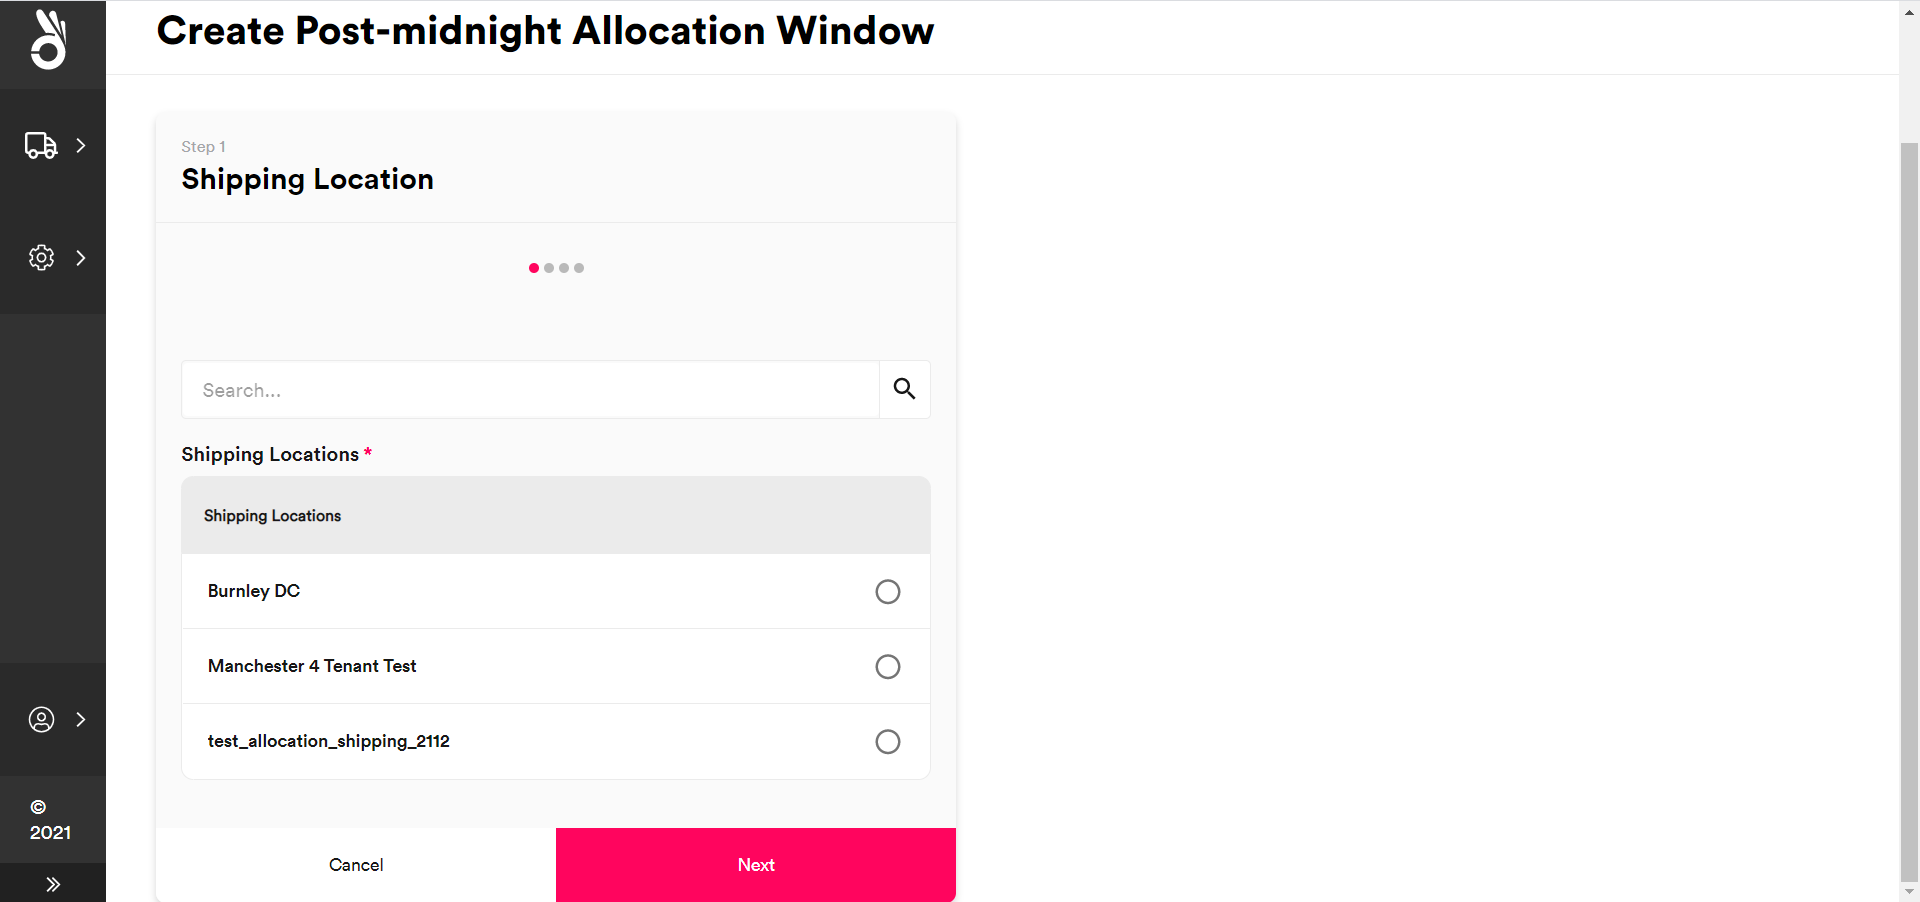 Create Post-midnight Allocation Window
Step 1
Shipping Location
Search...
Shipping Locations *
Shipping Locations
Burnley DC
Manchester 4 Tenant Test
test_allocation_shipping_2112
Cancel
Next
©
2021